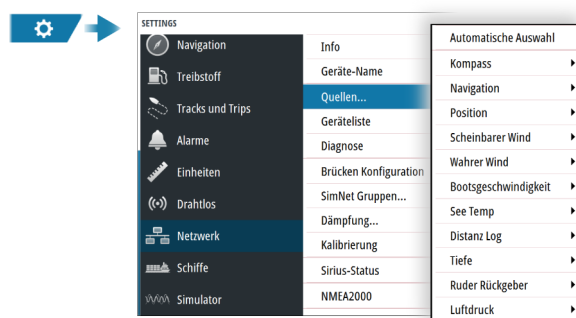 SETTINGS
Navigation
Treibstoff
Tracks und Trips
Alarme
Einheiten
Drahtlos
Netzwerk
Schiffe
Simulator
Info
Geräte-Name
Quellen...
Geräteliste
Diagnose
Brücken Konfiguration
SimNet Gruppen...
Dämpfung...
Kalibrierung
Sirius-Status
NMEA2000
Automatische Auswahl
Kompass
Navigation
Position
Scheinbarer Wind
Wahrer Wind
Bootsgeschwindigkeit
See Temp
Distanz Log
Tiefe
Ruder Rückgeber
Luftdruck